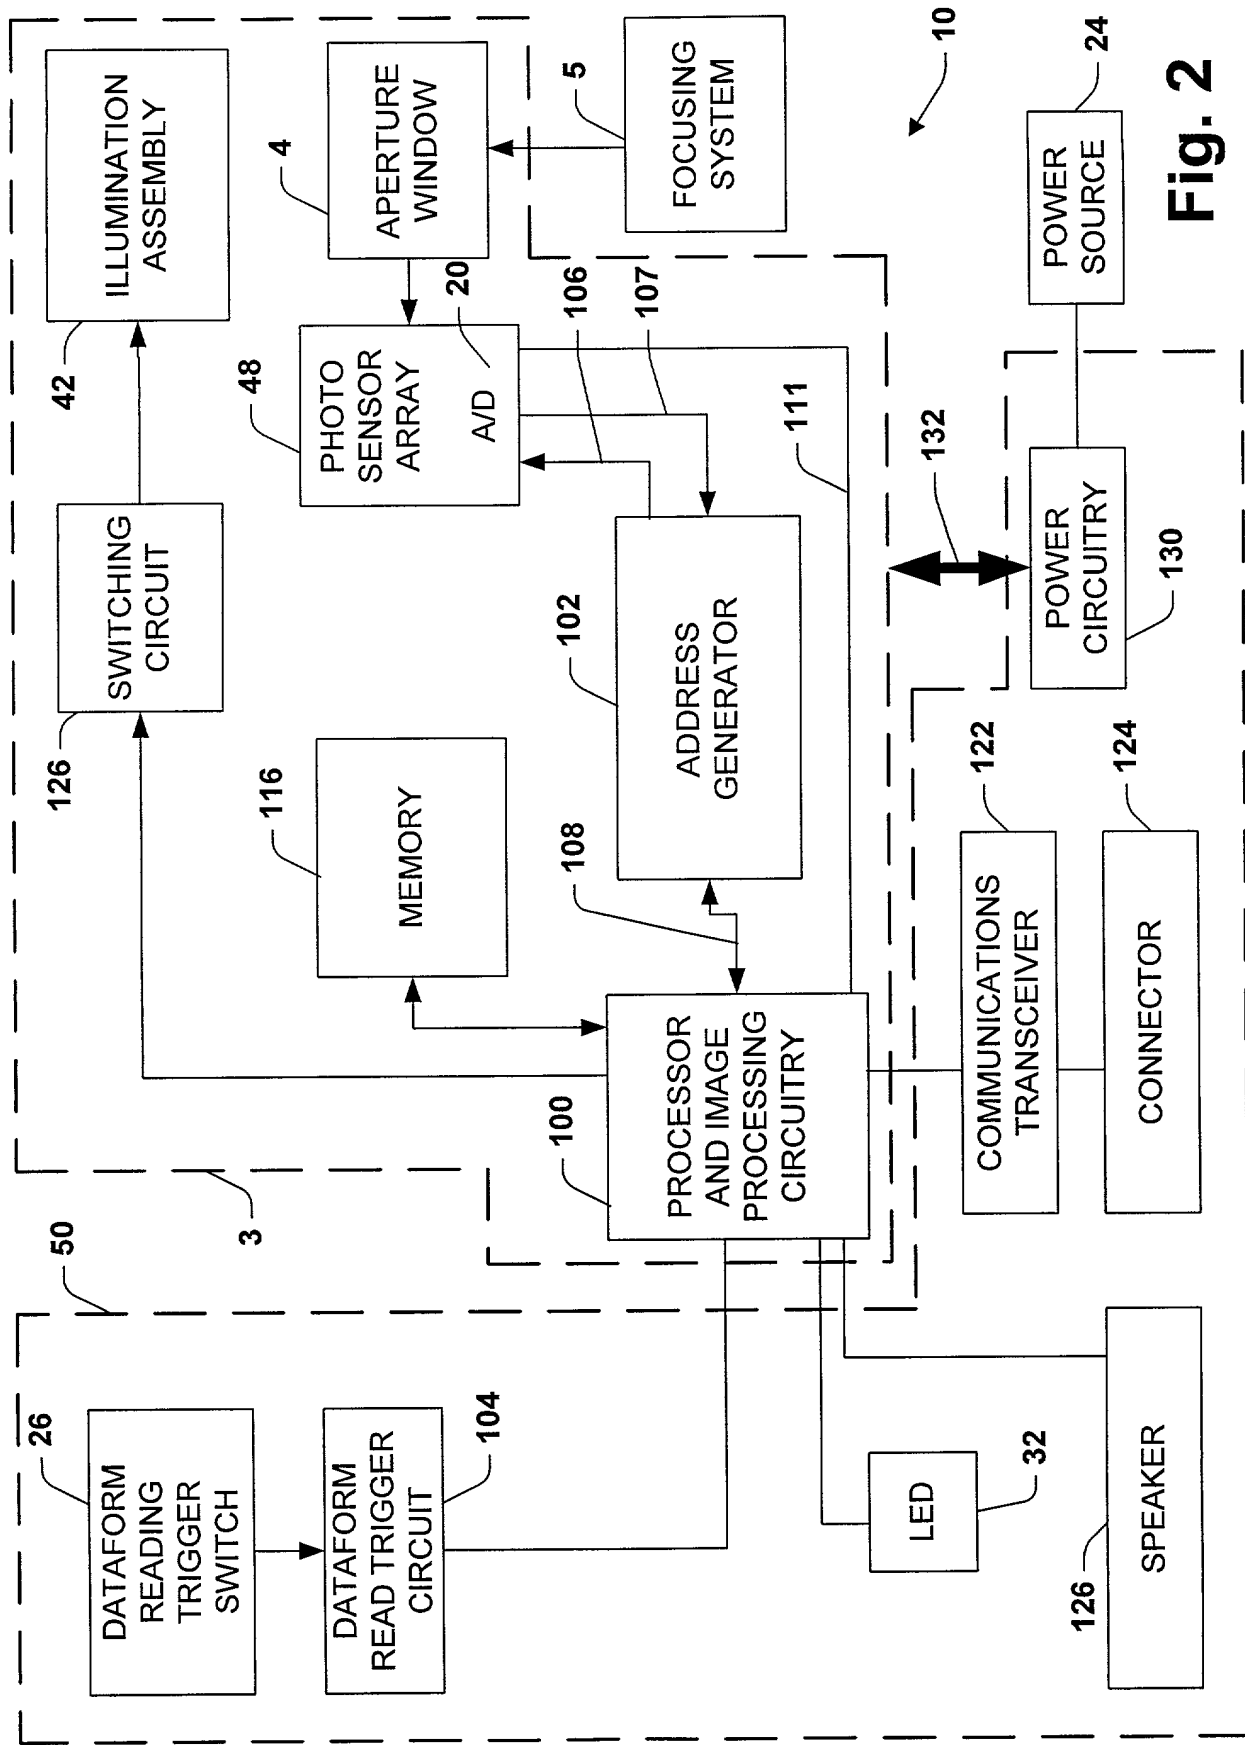 50
26
DATAFORM
READING
TRIGGER
SWITCH
DATAFORM
READ TRIGGER
CIRCUIT
104
3
126
SWITCHING
CIRCUIT
42
ILLUMINATION
ASSEMBLY
116
MEMORY
48
PHOTO
SENSOR
ARRAY
A/D
20
4
APERTURE
WINDOW
5
FOCUSING
SYSTEM
106
107
100
PROCESSOR
AND IMAGE
PROCESSING
CIRCUITRY
108
102
ADDRESS
GENERATOR
111
10
LED
32
126
SPEAKER
122
COMMUNICATIONS
TRANSCEIVER
124
CONNECTOR
132
POWER
CIRCUITRY
130
POWER
SOURCE
24
Fig. 2